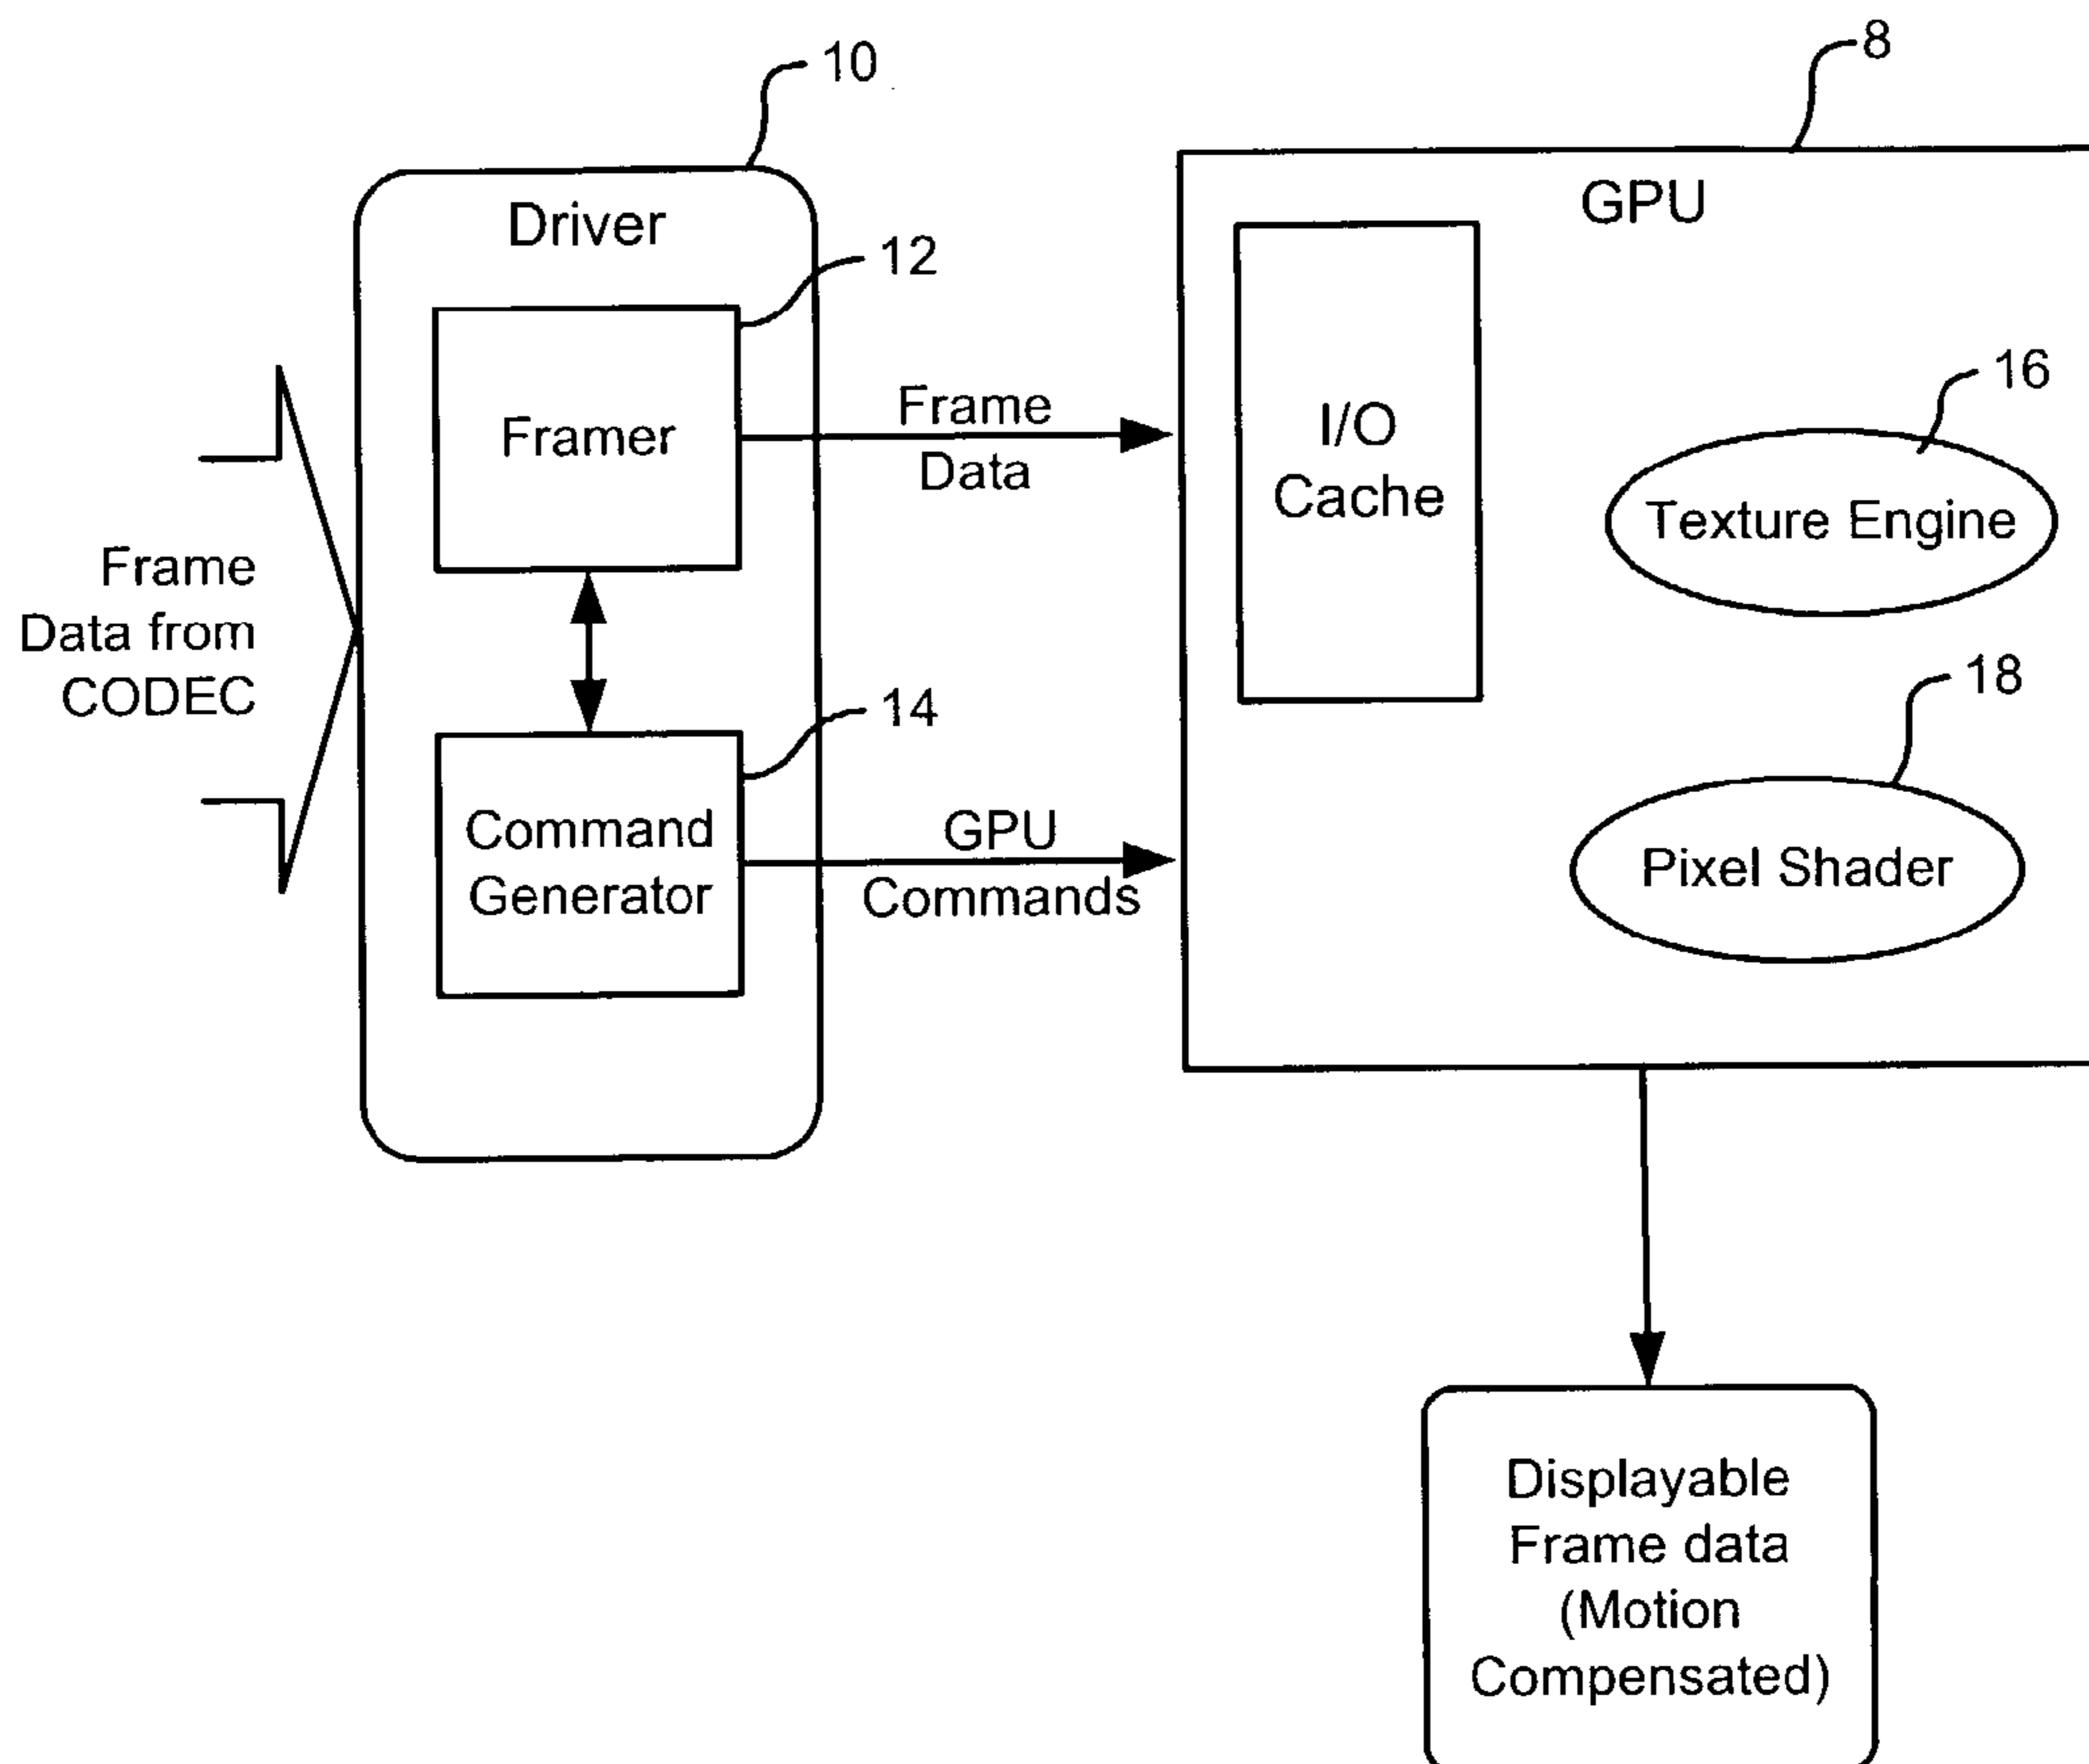 10
8
Driver
GPU
12
Framer
Frame
Data
I/O
Cache
16
Texture Engine
Frame
Data from
CODEC
14
Command
Generator
GPU
Commands
18
Pixel Shader
Displayable
Frame data
(Motion
Compensated)